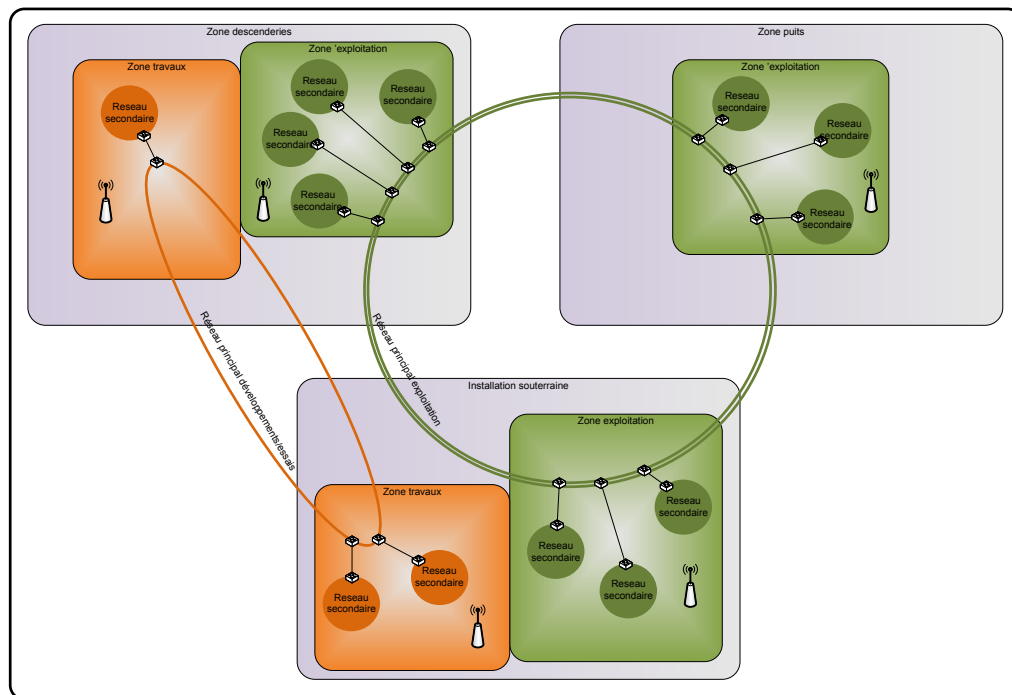 Zone descenderies
Zone travaux
Reseau
secondaire
Zone 'exploitation
Reseau
secondaire
Reseau
secondaire
Reseau
secondaire
Reseau
secondaire
Zone puits
Zone 'exploitation
Reseau
secondaire
Reseau
secondaire
Reseau
secondaire
Réseau principal développements/essais
Réseau principal exploitation
Installation souterraine
Zone travaux
Reseau
secondaire
Reseau
secondaire
Zone exploitation
Reseau
secondaire
Reseau
secondaire
Reseau
secondaire